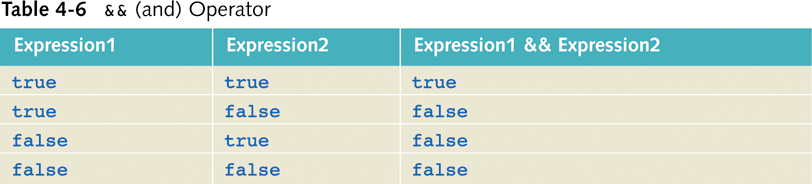 Table 4-6 && (and) Operator
Expression1 Expression2 Expression1 && Expression2
true true true
true false false
false true false
false false false